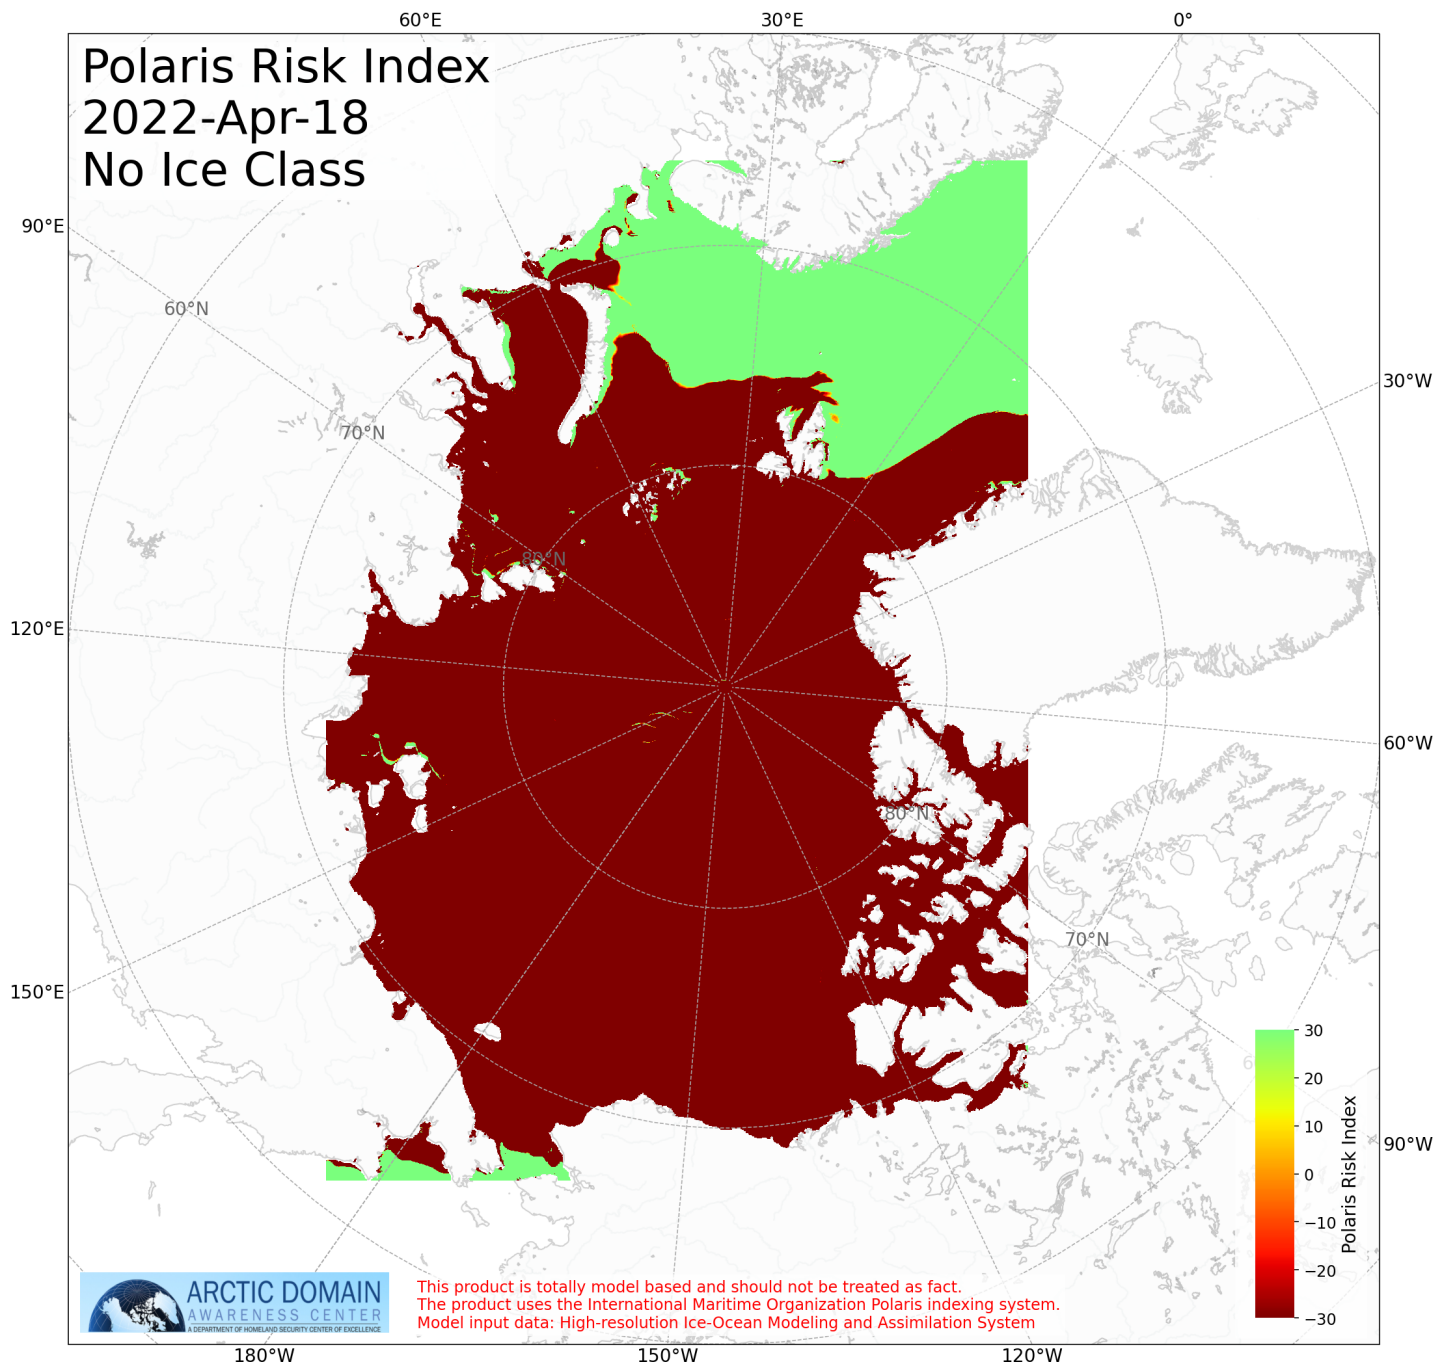 60°E
30°E
0°
Polaris Risk Index
2022-Apr-18
No Ice Class
90°E
60°N
30°W
70°N
80°N
120°E
60°W
80°N
70°N
150°E
30
20
10
0
−10
−20
−30
Polaris Risk Index
90°W
ARCTIC DOMAIN
AWARENESS CENTER
A DEPARTMENT OF HOMELAND SECURITY CENTER OF EXCELLENCE
This product is totally model based and should not be treated as fact.
The product uses the International Maritime Organization Polaris indexing system.
Model input data: High-resolution Ice-Ocean Modeling and Assimilation System
180°W
150°W
120°W